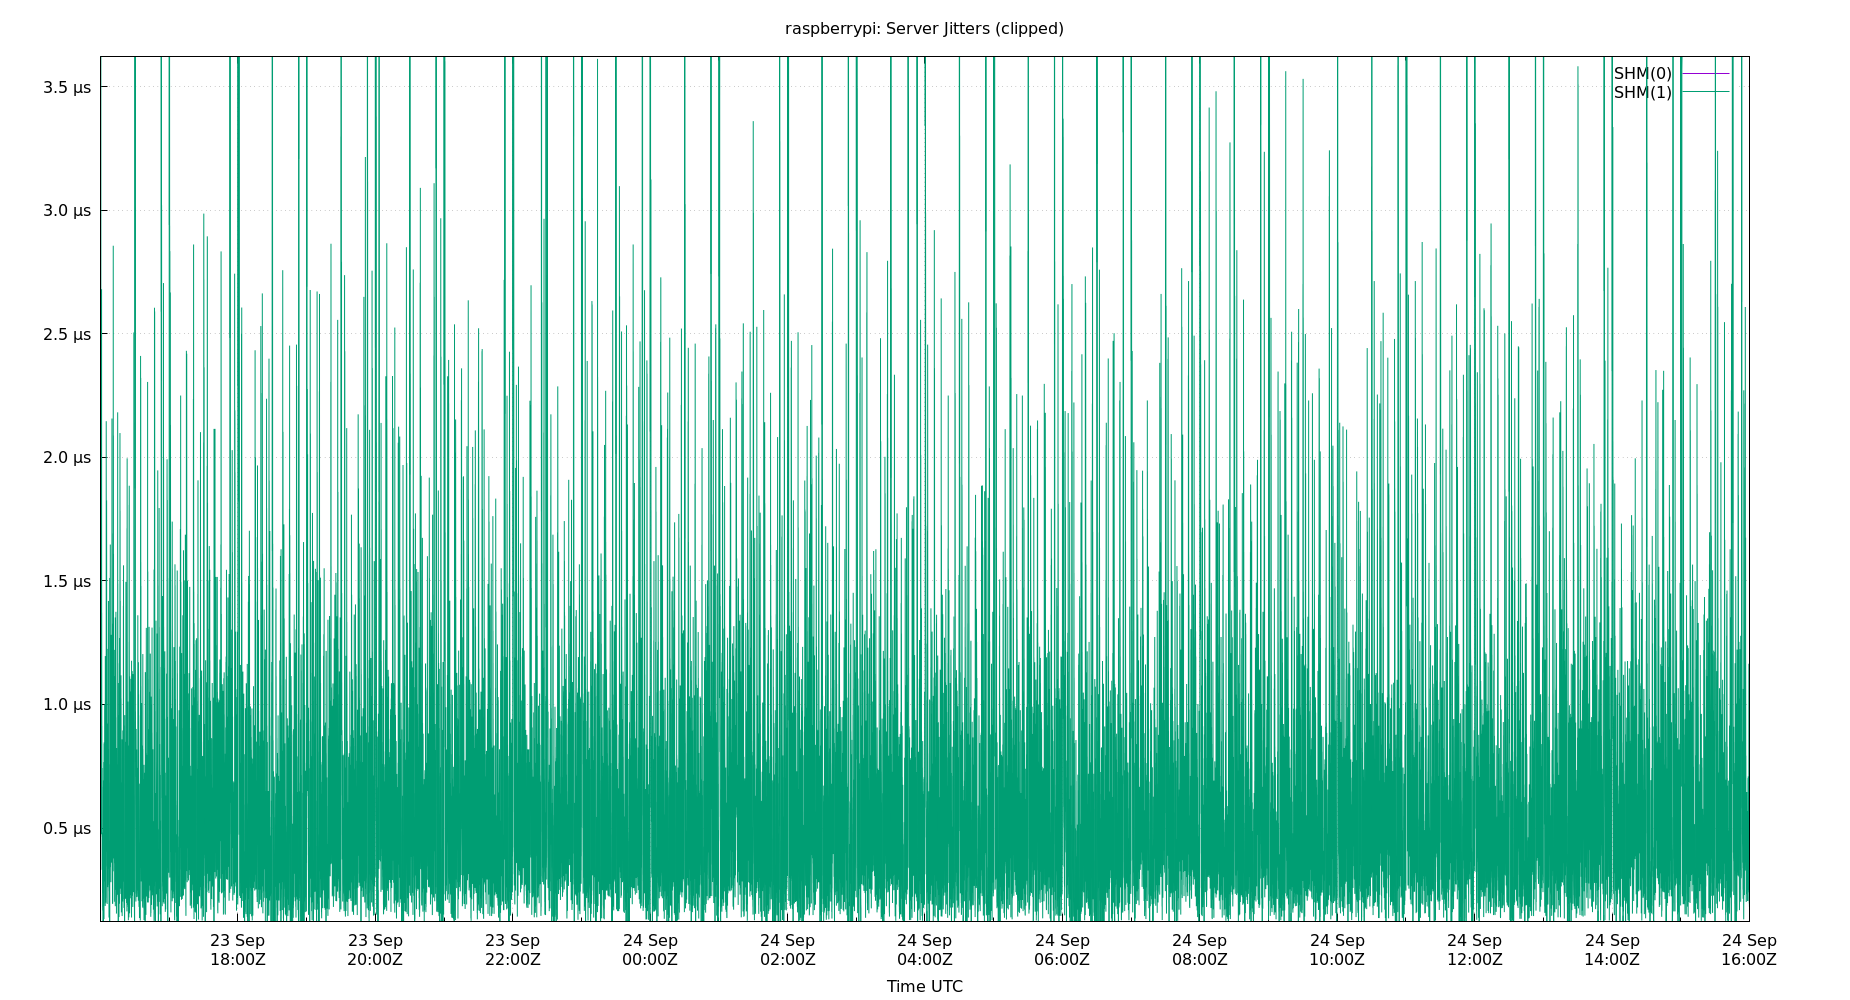 raspberrypi: Server Jitters (clipped)
SHM(0)
SHM(1)
3.5 µs
3.0 µs
2.5 µs
2.0 µs
1.5 µs
1.0 µs
0.5 µs
23 Sep 23 Sep 23 Sep 24 Sep 24 Sep 24 Sep 24 Sep 24 Sep 24 Sep 24 Sep 24 Sep 24 Sep
18:00Z 20:00Z 22:00Z 00:00Z 02:00Z 04:00Z 06:00Z 08:00Z 10:00Z 12:00Z 14:00Z 16:00Z
Time UTC